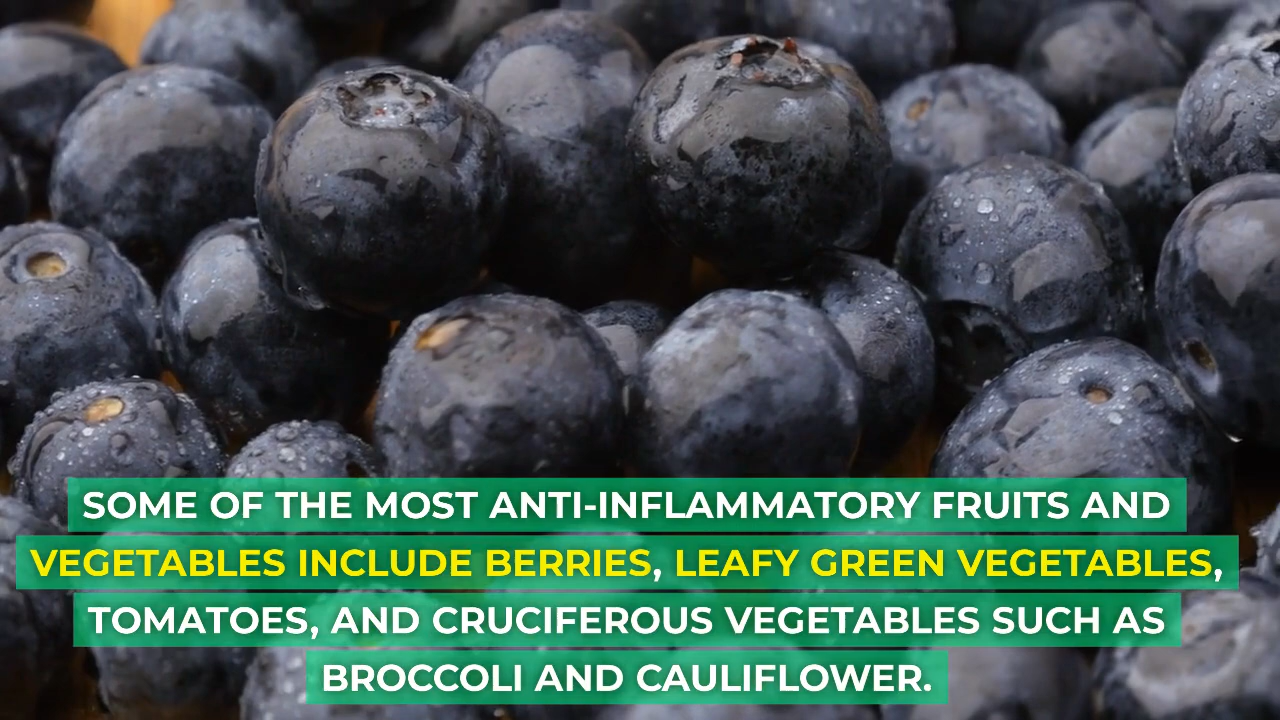 SOME OF THE MOST ANTI-INFLAMMATORY FRUITS AND
VEGETABLES INCLUDE BERRIES, LEAFY GREEN VEGETABLES,
TOMATOES, AND CRUCIFEROUS VEGETABLES SUCH AS
BROCCOLI AND CAULIFLOWER.